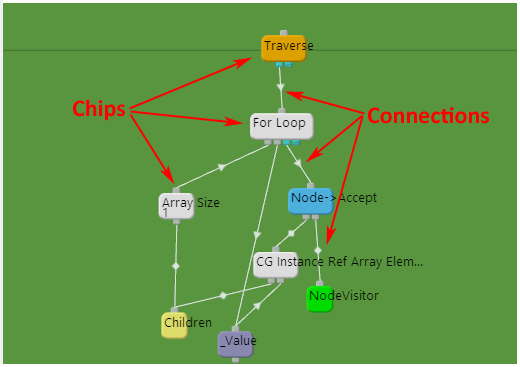 Traverse
Chips
Connections
For Loop
Array Size
1
Node->Accept
CG Instance Ref Array Elem...
NodeVisitor
Children
_Value